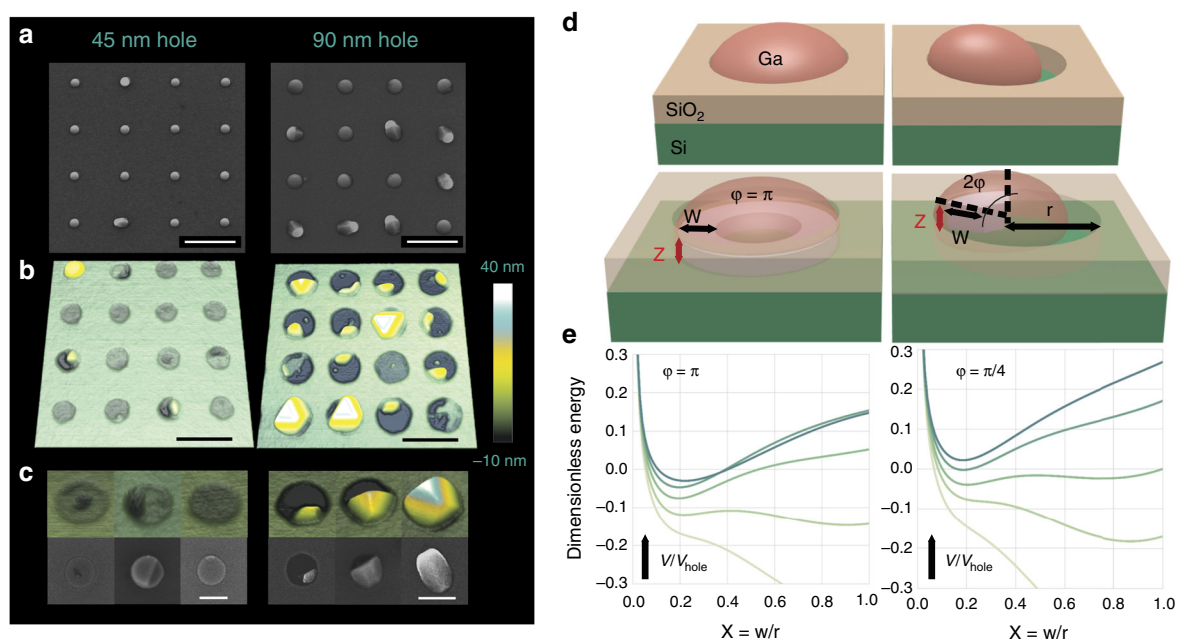 a
45 nm hole
90 nm hole
b
40 nm
–10 nm
c
d
Ga
SiO2
Si
φ = π
W
Z
2φ
r
Z
W
e
Dimensionless energy
0.3
0.2
0.1
0.0
–0.1
–0.2
–0.3
φ = π
V/Vhole
0.0 0.2 0.4 0.6 0.8 1.0
X = w/r
0.3
0.2
0.1
0.0
–0.1
–0.2
–0.3
φ = π/4
V/Vhole
0.0 0.2 0.4 0.6 0.8 1.0
X = w/r